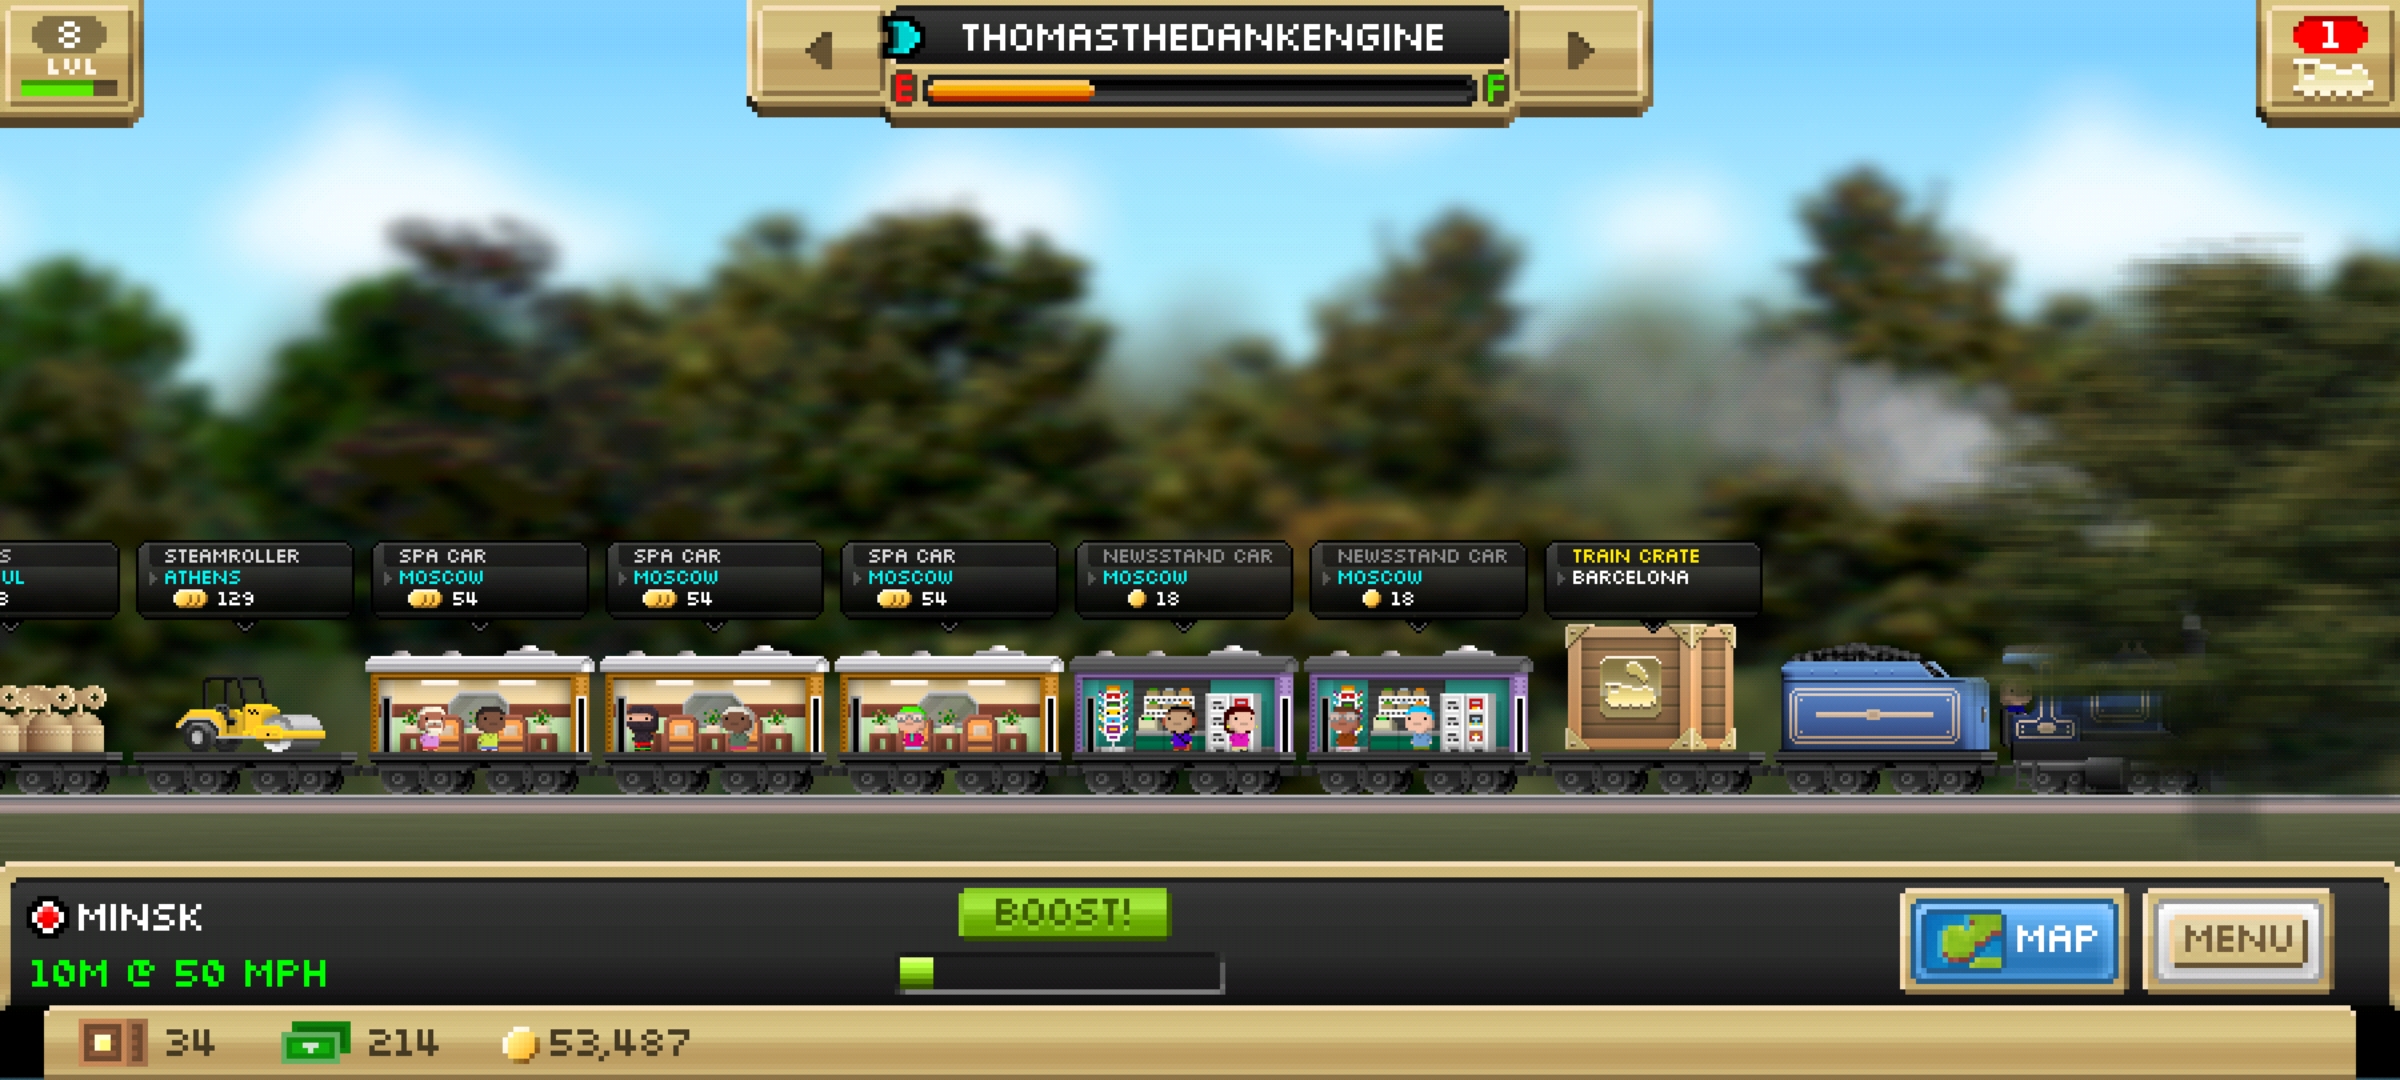 8
LVL
THOMASTHEDANKENGINE
E F
1
STEAMROLLER
ATHENS
129
SPA CAR
MOSCOW
54
SPA CAR
MOSCOW
54
SPA CAR
MOSCOW
54
NEWSSTAND CAR
MOSCOW
18
NEWSSTAND CAR
MOSCOW
18
TRAIN CRATE
BARCELONA
MINSK
10M @ 50 MPH
BOOST!
MAP
MENU
34
214
53,487